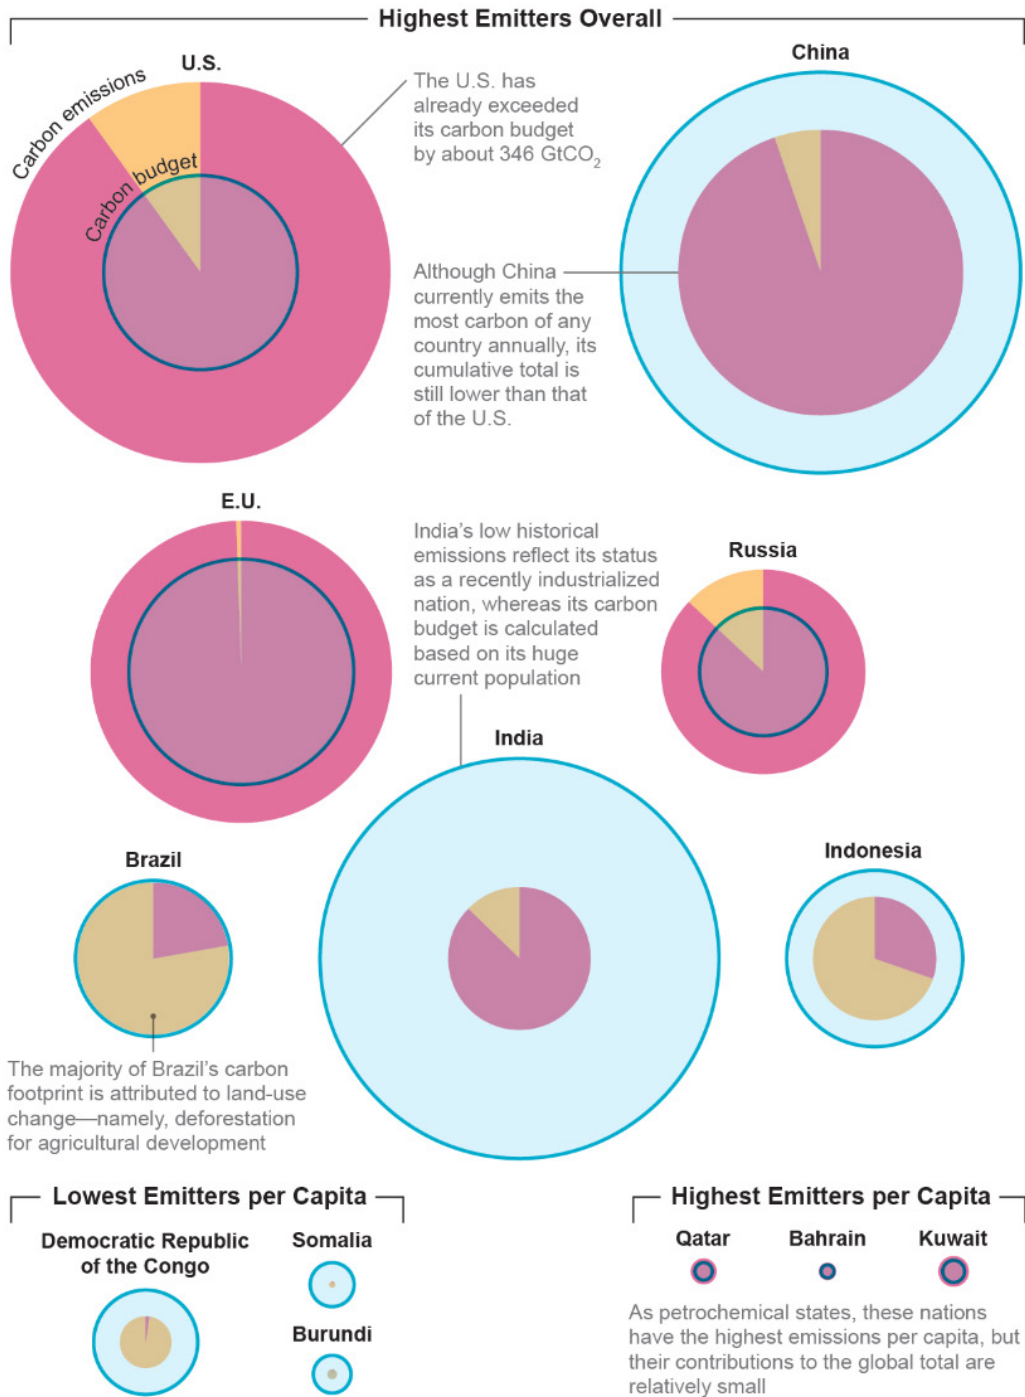 Highest Emitters Overall
U.S.
Carbon emissions
Carbon budget
The U.S. has
already exceeded
its carbon budget
by about 346 GtCO₂
China
Although China
currently emits the
most carbon of any
country annually, its
cumulative total is
still lower than that
of the U.S.
E.U.
India’s low historical
emissions reflect its status
as a recently industrialized
nation, whereas its carbon
budget is calculated
based on its huge
current population
Russia
India
Brazil
Indonesia
The majority of Brazil’s carbon
footprint is attributed to land-use
change—namely, deforestation
for agricultural development
Lowest Emitters per Capita
Democratic Republic
of the Congo
Somalia
Burundi
Highest Emitters per Capita
Qatar
Bahrain
Kuwait
As petrochemical states, these nations
have the highest emissions per capita, but
their contributions to the global total are
relatively small